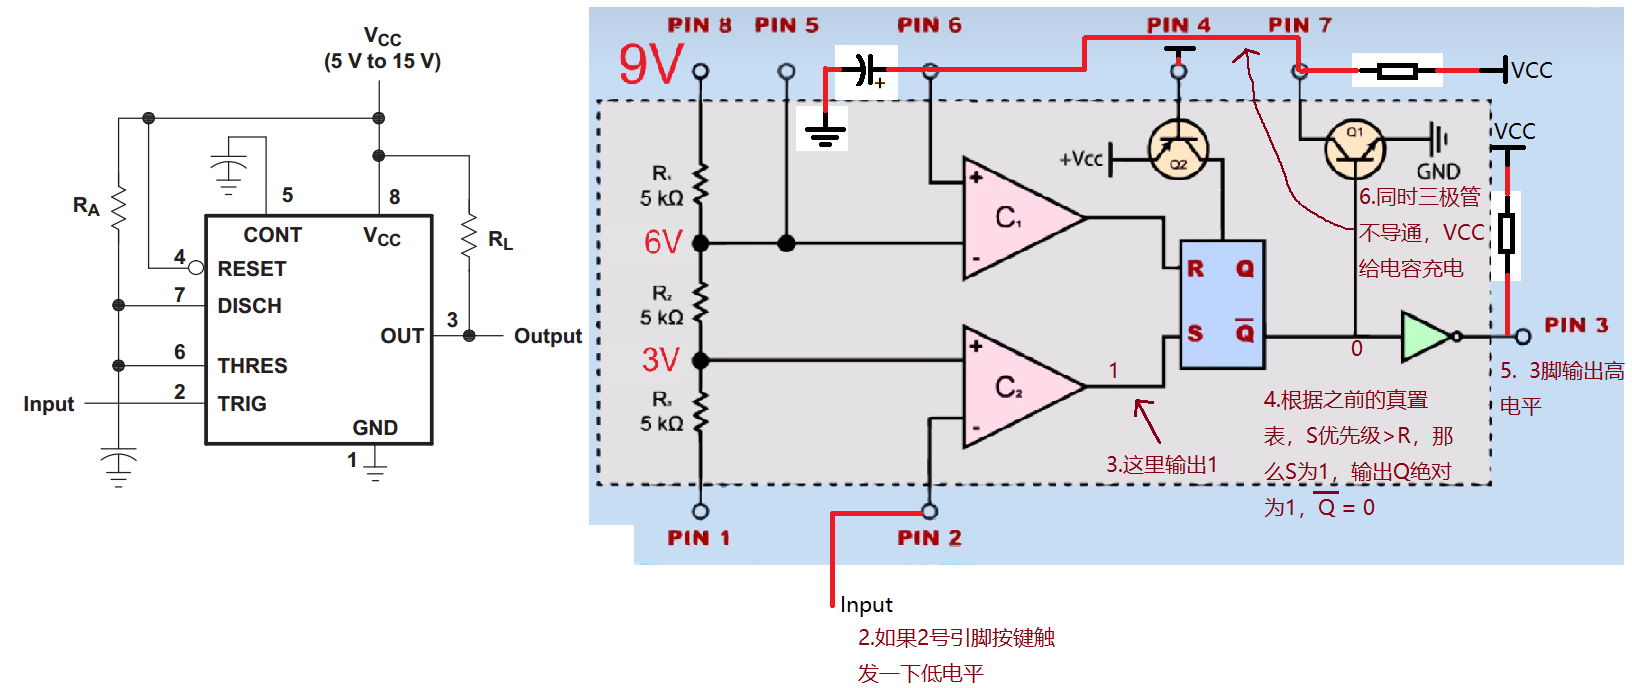 VCC
(5 V to 15 V)
RA
5
8
CONT
VCC
RL
4
RESET
7
DISCH
3
OUT
Output
6
THRES
Input
2
TRIG
GND
1
PIN 8
PIN 5
PIN 6
PIN 4
PIN 7
9V
+
VCC
VCC
R₁
5 kΩ
+Vcc
Q2
Q1
GND
+
C₁
-
6V
6.同时三极管
不导通，VCC
给电容充电
R
Q
R₂
5 kΩ
S
Q̅
PIN 3
3V
+
C₂
-
1
0
5. 3脚输出高
电平
R₃
5 kΩ
3.这里输出1
4.根据之前的真置
表，S优先级>R，那
么S为1，输出Q绝对
为1，Q̅ = 0
PIN 1
PIN 2
Input
2.如果2号引脚按键触
发一下低电平